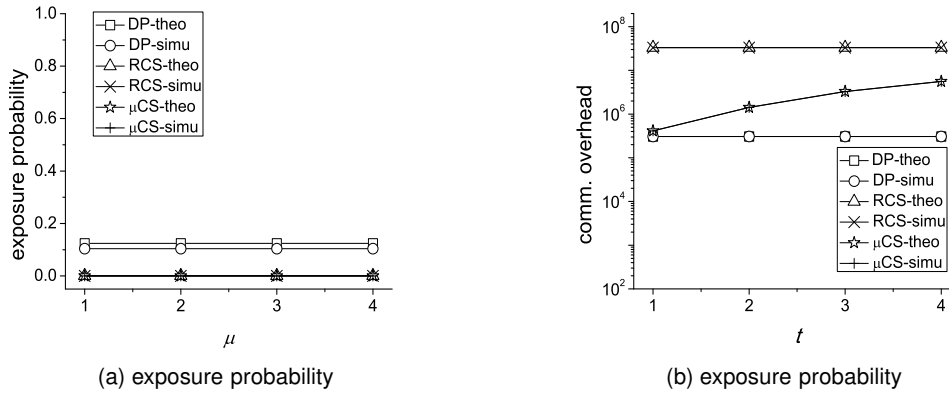 1.0
0.8
0.6
0.4
0.2
0.0
exposure probability
DP-theo
DP-simu
RCS-theo
RCS-simu
μCS-theo
μCS-simu
1 2 3 4
μ
(a) exposure probability
10^8
10^6
10^4
10^2
comm. overhead
DP-theo
DP-simu
RCS-theo
RCS-simu
μCS-theo
μCS-simu
1 2 3 4
t
(b) exposure probability